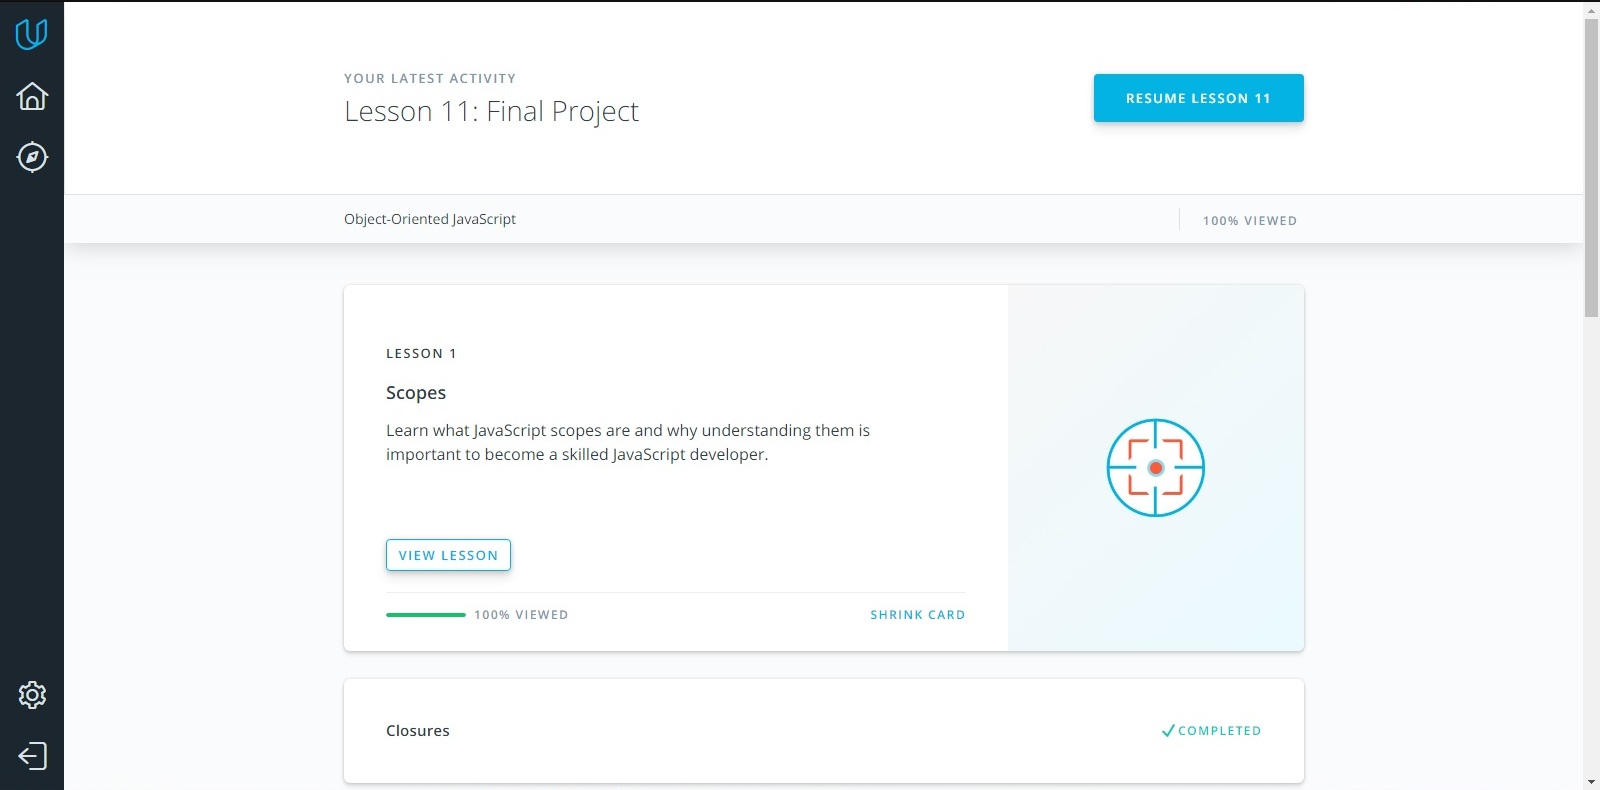 YOUR LATEST ACTIVITY
Lesson 11: Final Project
RESUME LESSON 11
Object-Oriented JavaScript
100% VIEWED
LESSON 1
Scopes
Learn what JavaScript scopes are and why understanding them is
important to become a skilled JavaScript developer.
VIEW LESSON
100% VIEWED
SHRINK CARD
Closures
COMPLETED